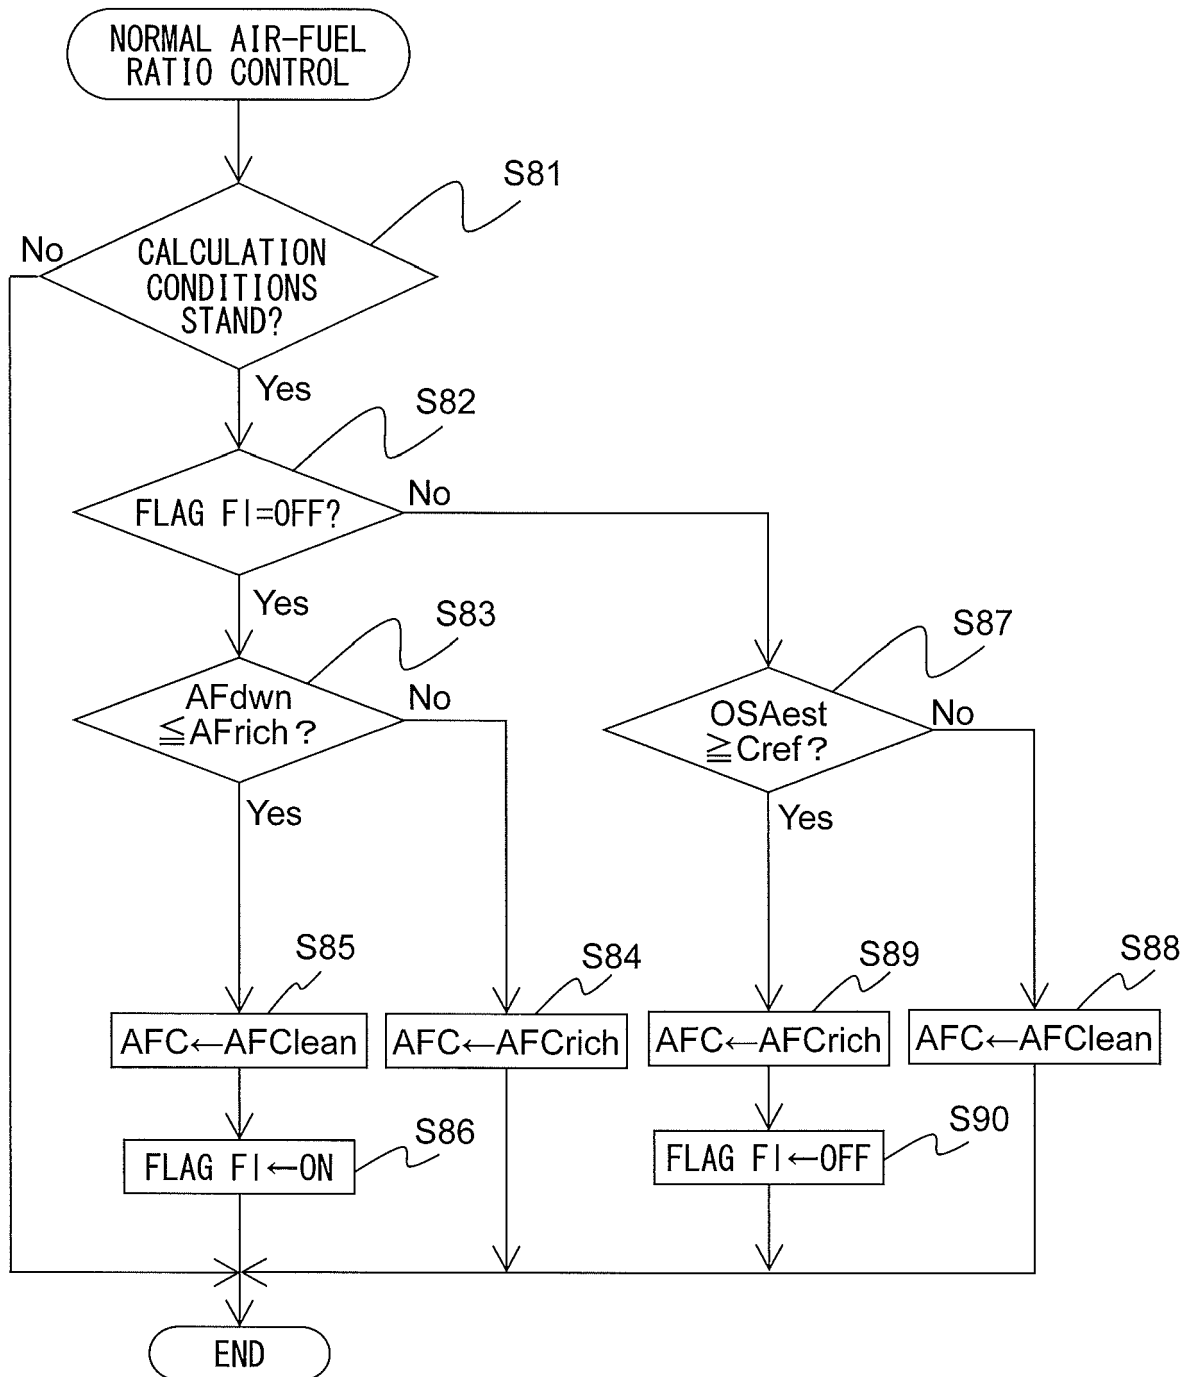 NORMAL AIR-FUEL
RATIO CONTROL
S81
No
CALCULATION
CONDITIONS
STAND?
Yes
S82
No
FLAG FI=OFF?
Yes
S83
S87
AFdwn
≦AFrich?
No
OSAest
≧Cref?
No
Yes
Yes
S85
S84
S89
S88
AFC←AFClean
AFC←AFCrich
AFC←AFCrich
AFC←AFClean
S86
S90
FLAG FI←ON
FLAG FI←OFF
END